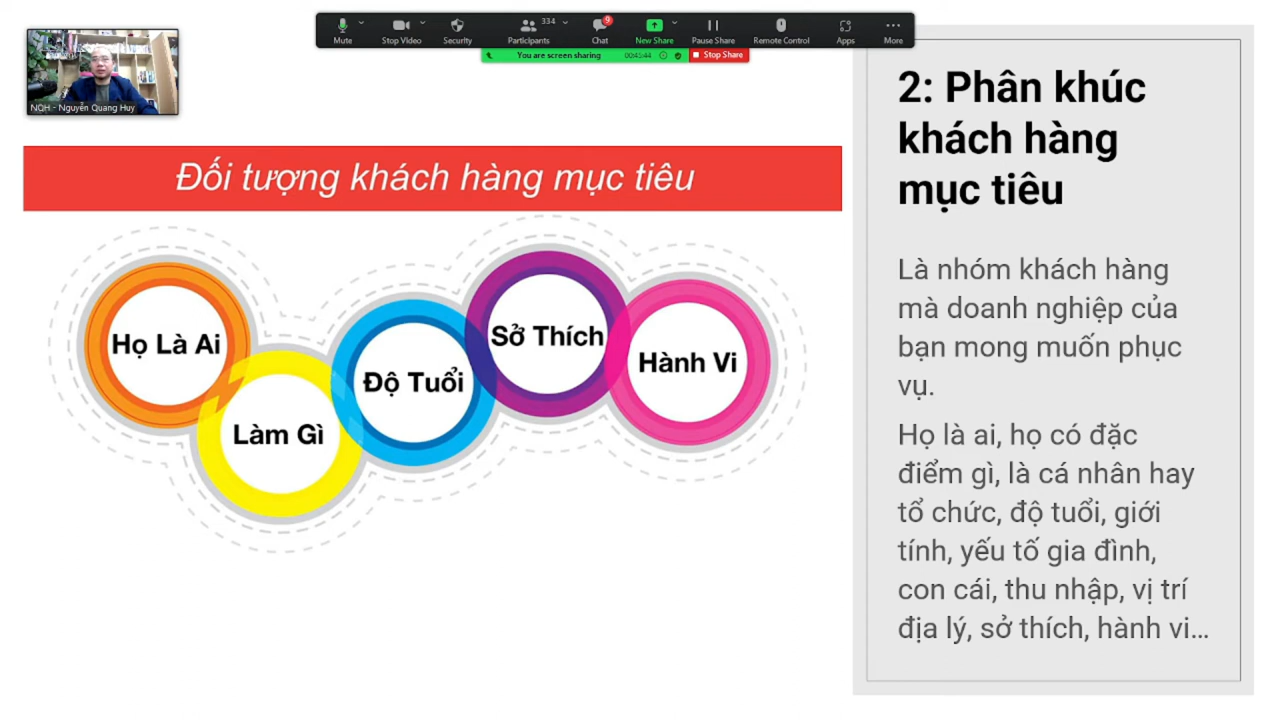 334
9
Mute
Stop Video
Security
Participants
Chat
New Share
Pause Share
Remote Control
Apps
More
You are screen sharing
00:45:44
Stop Share
NQH - Nguyễn Quang Huy
Đối tượng khách hàng mục tiêu
Họ Là Ai
Làm Gì
Độ Tuổi
Sở Thích
Hành Vi
2: Phân khúc
khách hàng
mục tiêu
Là nhóm khách hàng
mà doanh nghiệp của
bạn mong muốn phục
vụ.
Họ là ai, họ có đặc
điểm gì, là cá nhân hay
tổ chức, độ tuổi, giới
tính, yếu tố gia đình,
con cái, thu nhập, vị trí
địa lý, sở thích, hành vi…